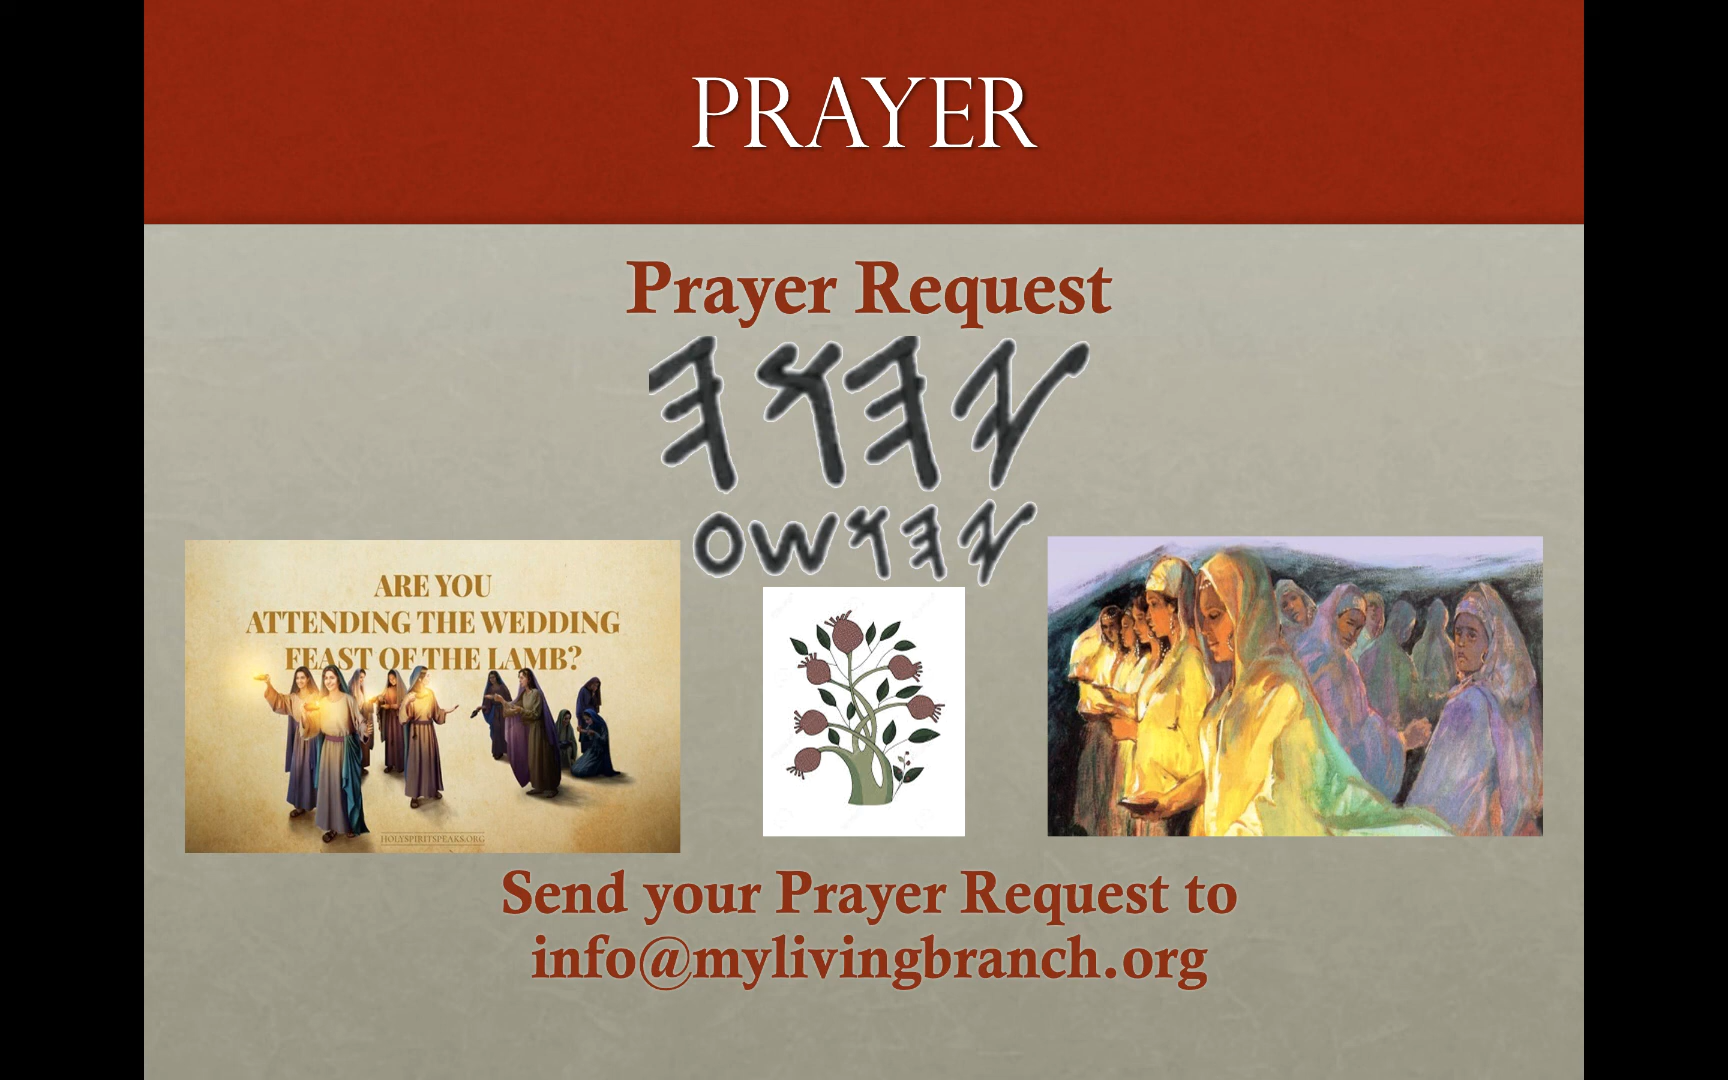 PRAYER
Prayer Request
𐤉𐤄𐤅𐤄
𐤉𐤄𐤅𐤔𐤏
ARE YOU
ATTENDING THE WEDDING
FEAST OF THE LAMB?
HOLYSPIRITSPEAKS.ORG
Send your Prayer Request to
info@mylivingbranch.org